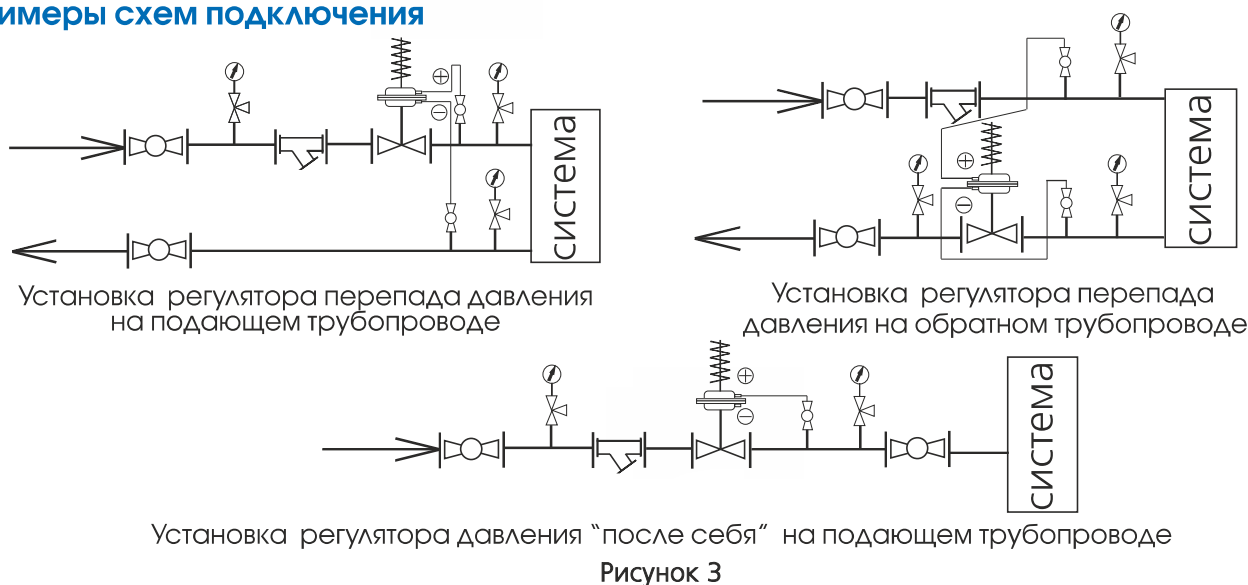 имеры схем подключения
система
Установка регулятора перепада давления
на подающем трубопроводе
система
Установка регулятора перепада
давления на обратном трубопроводе
система
Установка регулятора давления "после себя" на подающем трубопроводе
Рисунок 3